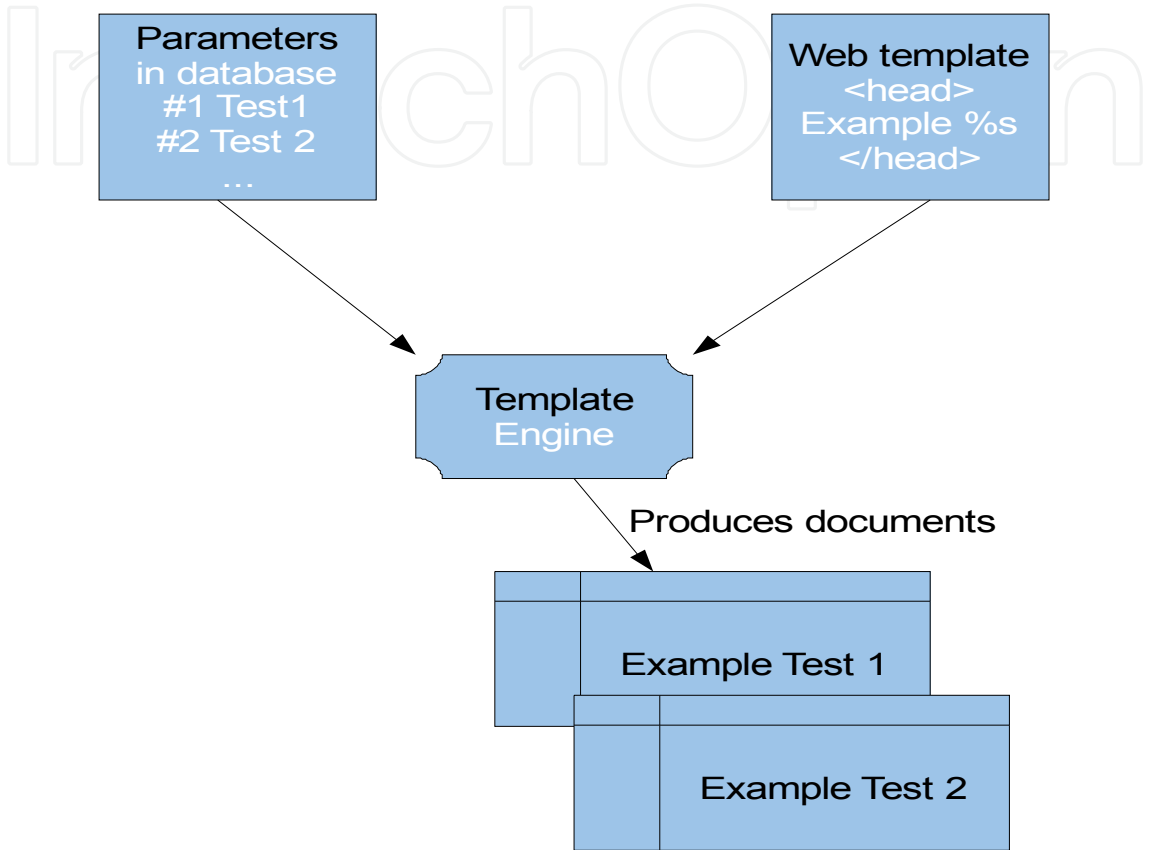 Parameters
in database
#1 Test1
#2 Test 2
...
Web template
<head>
Example %s
</head>
Template
Engine
Produces documents
Example Test 1
Example Test 2